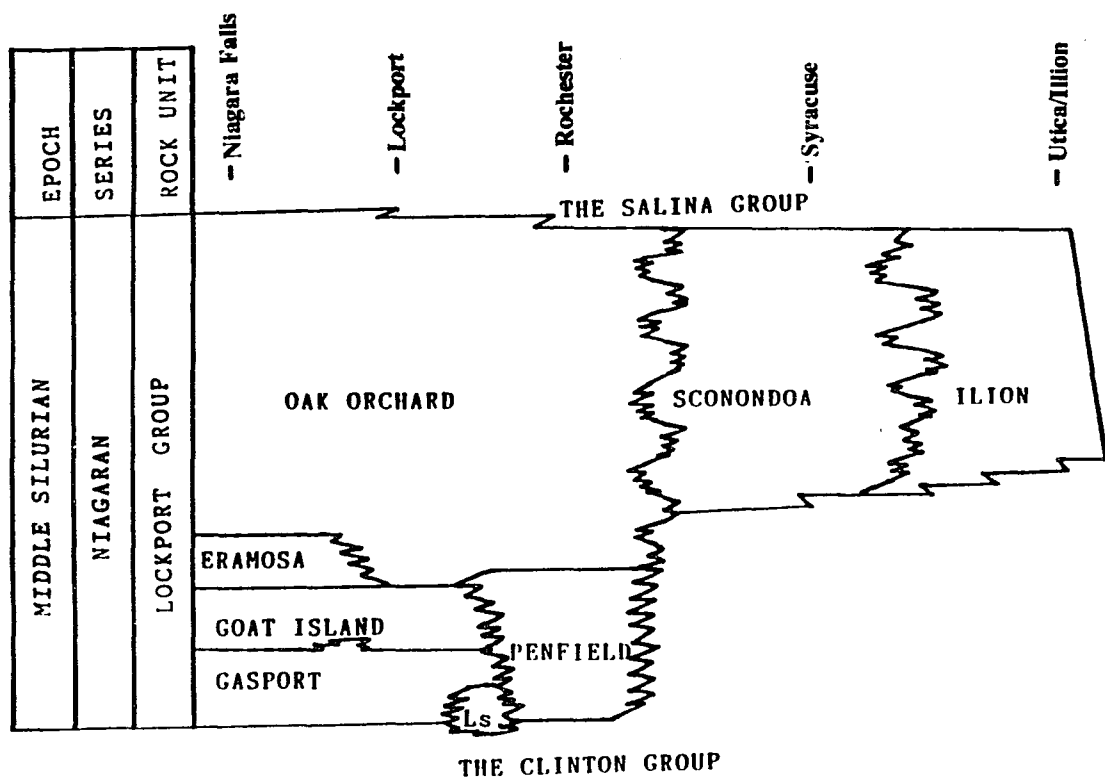 EPOCH
SERIES
ROCK UNIT
– Niagara Falls
– Lockport
– Rochester
– Syracuse
– Utica/Illion
THE SALINA GROUP
MIDDLE SILURIAN
NIAGARAN
LOCKPORT GROUP
OAK ORCHARD
SCONONDOA
ILION
ERAMOSA
GOAT ISLAND
PENFIELD
GASPORT
Ls
THE CLINTON GROUP